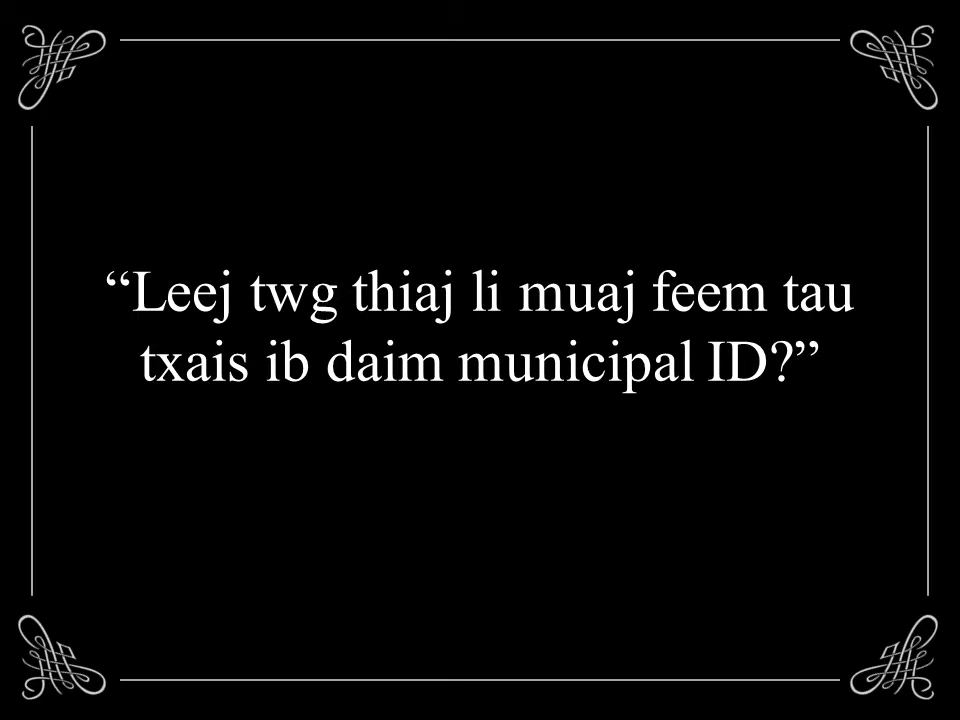 “Leej twg thiaj li muaj feem tau
txais ib daim municipal ID?”